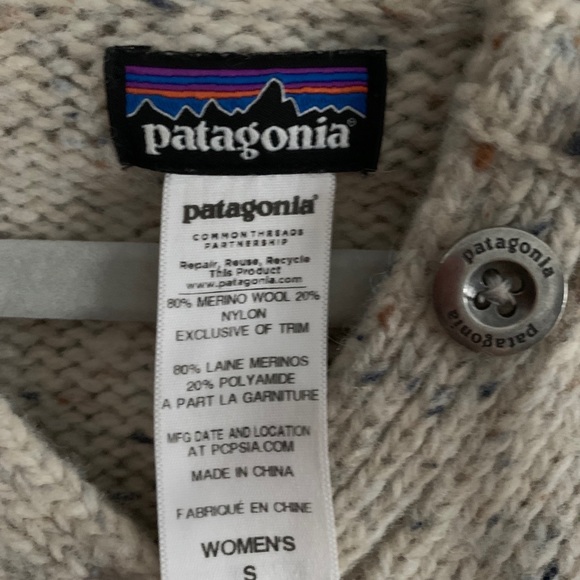 patagonia®
patagonia®
COMMON THREADS
PARTNERSHIP
Repair, Reuse, Recycle
This Product
www.patagonia.com
80% MERINO WOOL 20%
NYLON
EXCLUSIVE OF TRIM
80% LAINE MERINOS
20% POLYAMIDE
A PART LA GARNITURE
MFG DATE AND LOCATION
AT PCPSIA.COM
MADE IN CHINA
FABRIQUÉ EN CHINE
WOMEN'S
S
patagonia
patagonia